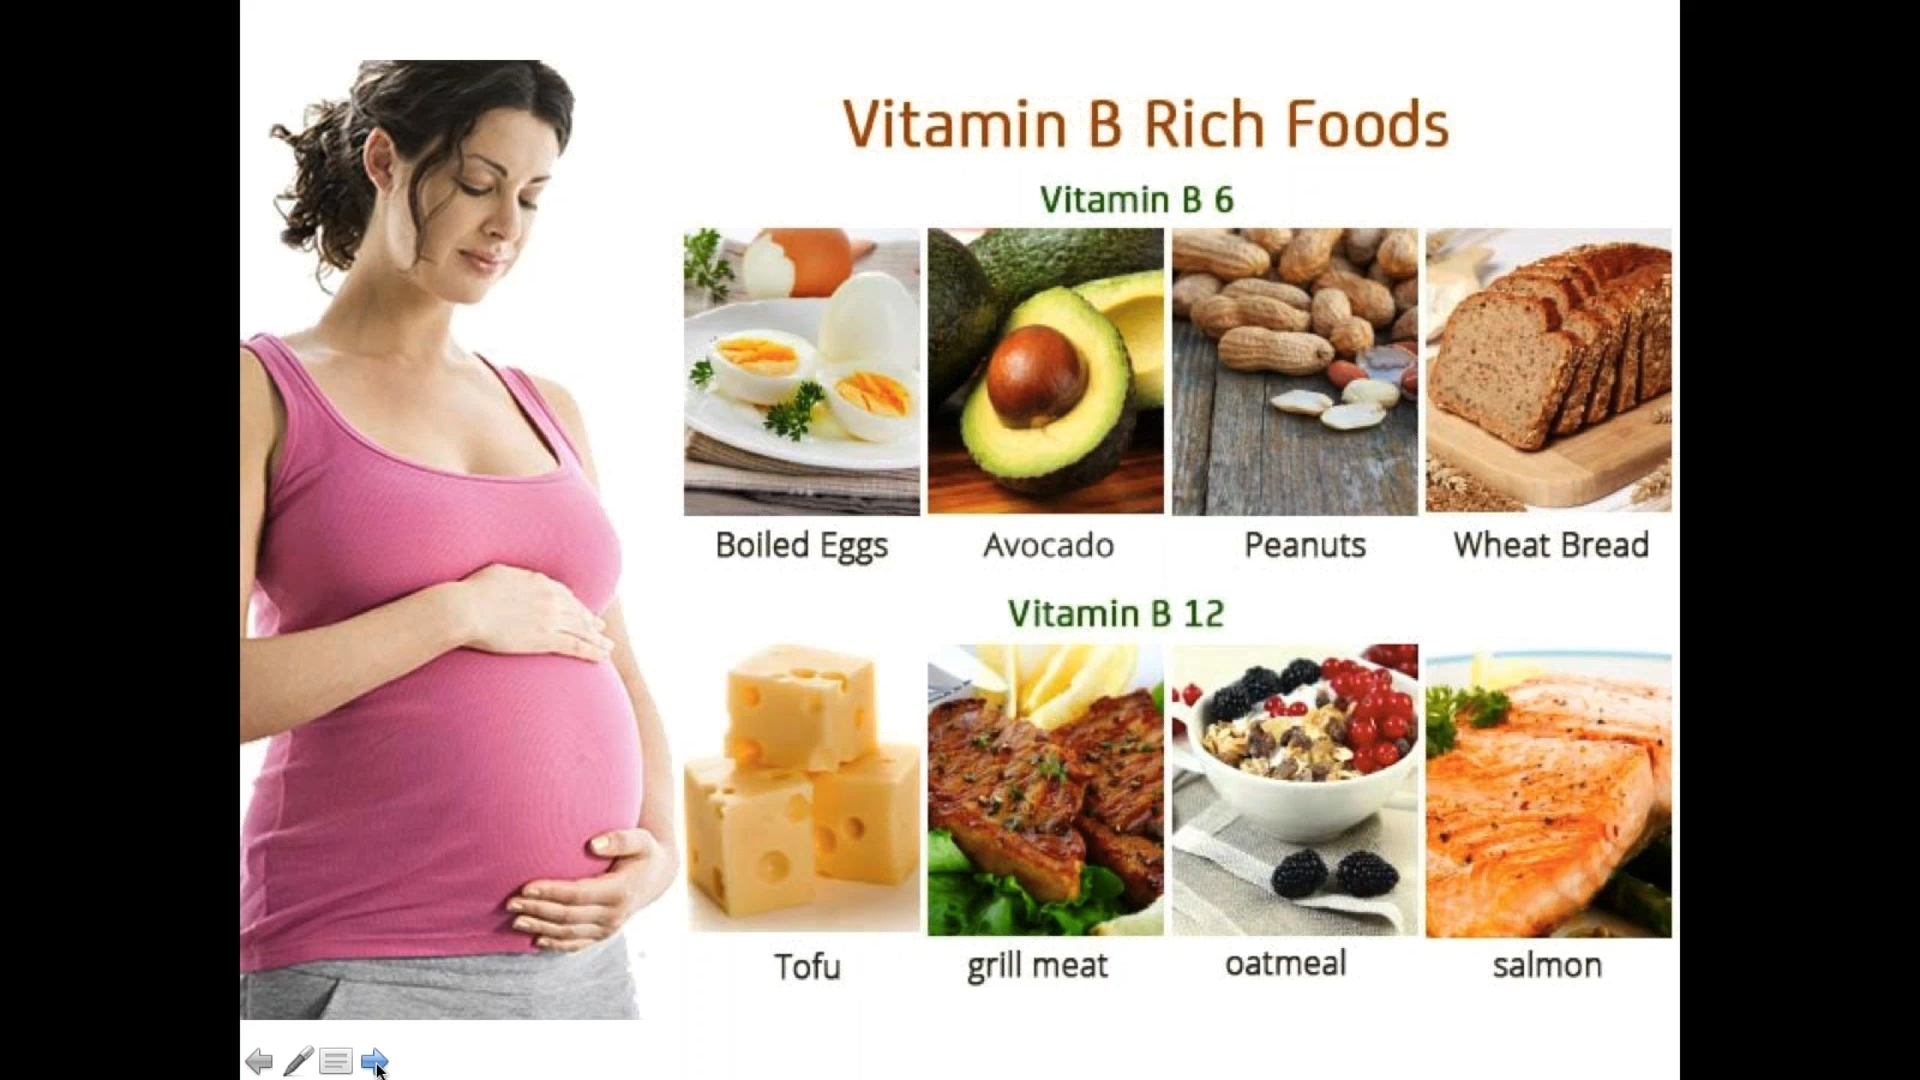 Vitamin B Rich Foods
Vitamin B 6
Boiled Eggs
Avocado
Peanuts
Wheat Bread
Vitamin B 12
Tofu
grill meat
oatmeal
salmon